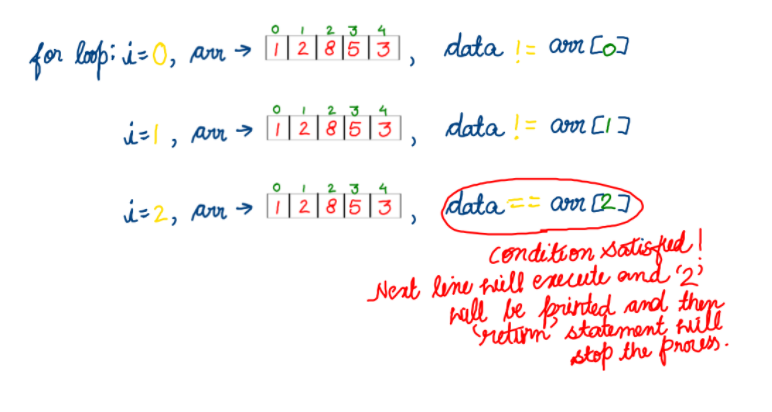 0 1 2 3 4
for loop: i=0, arr → |1|2|8|5|3|, data != arr[0]
0 1 2 3 4
i=1, arr → |1|2|8|5|3|, data != arr[1]
0 1 2 3 4
i=2, arr → |1|2|8|5|3|, data == arr[2]
condition satisfied!
Next line will execute and '2'
will be printed and then
'return' statement will
stop the process.